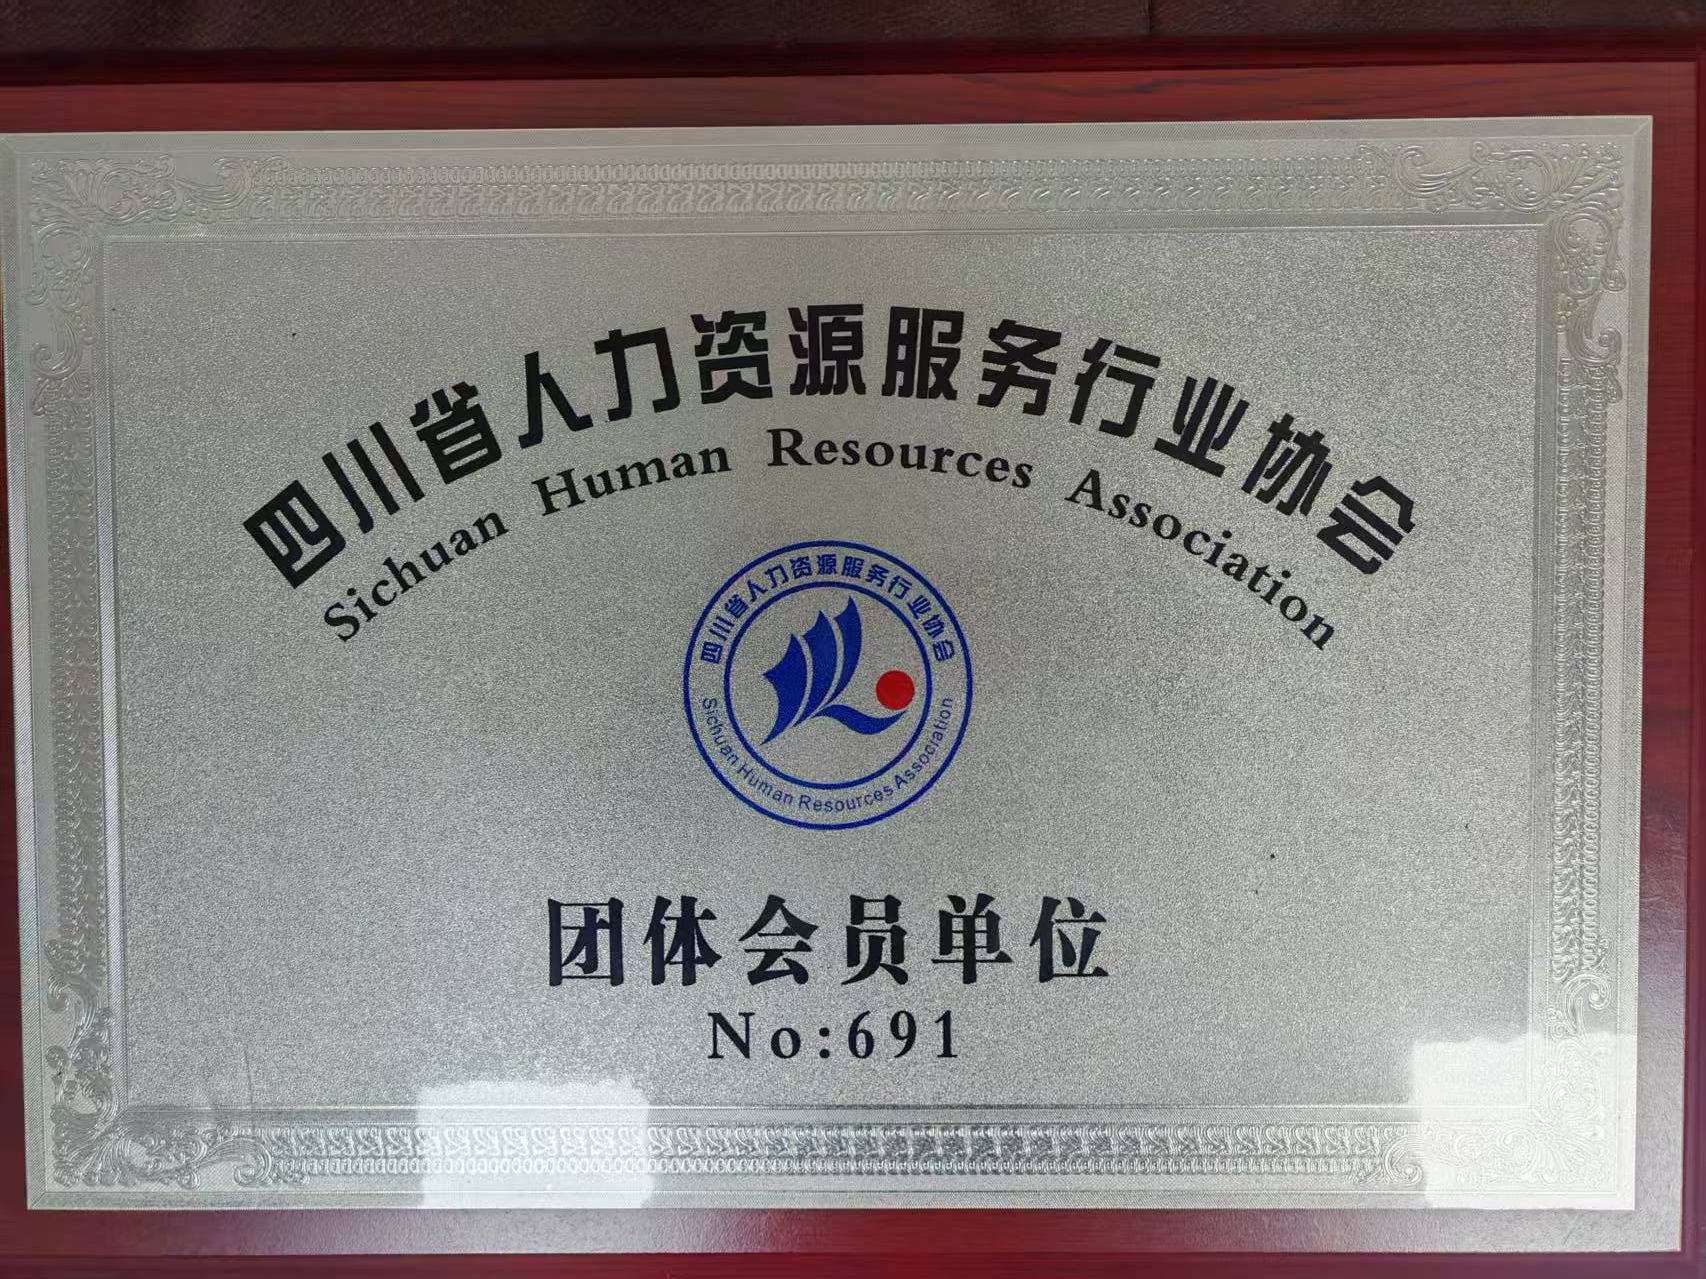 四川省人力资源服务行业协会
Sichuan Human Resources Association
四川省人力资源服务行业协会
Sichuan Human Resources Association
团体会员单位
No:691